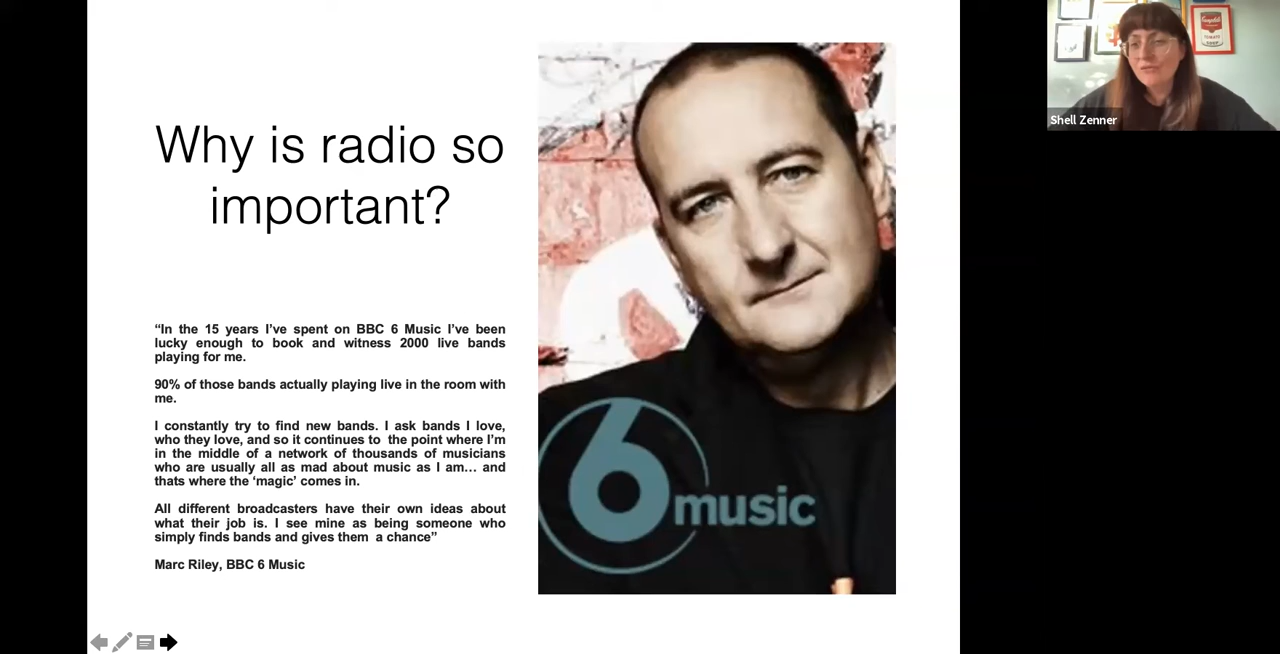 Why is radio so
important?
“In the 15 years I’ve spent on BBC 6 Music I’ve been
lucky enough to book and witness 2000 live bands
playing for me.
90% of those bands actually playing live in the room with
me.
I constantly try to find new bands. I ask bands I love,
who they love, and so it continues to  the point where I’m
in the middle of a network of thousands of musicians
who are usually all as mad about music as I am… and
thats where the ‘magic’ comes in.
All different broadcasters have their own ideas about
what their job is. I see mine as being someone who
simply finds bands and gives them  a chance”
Marc Riley, BBC 6 Music
6music
Campbell's
TOMATO
SOUP
Shell Zenner